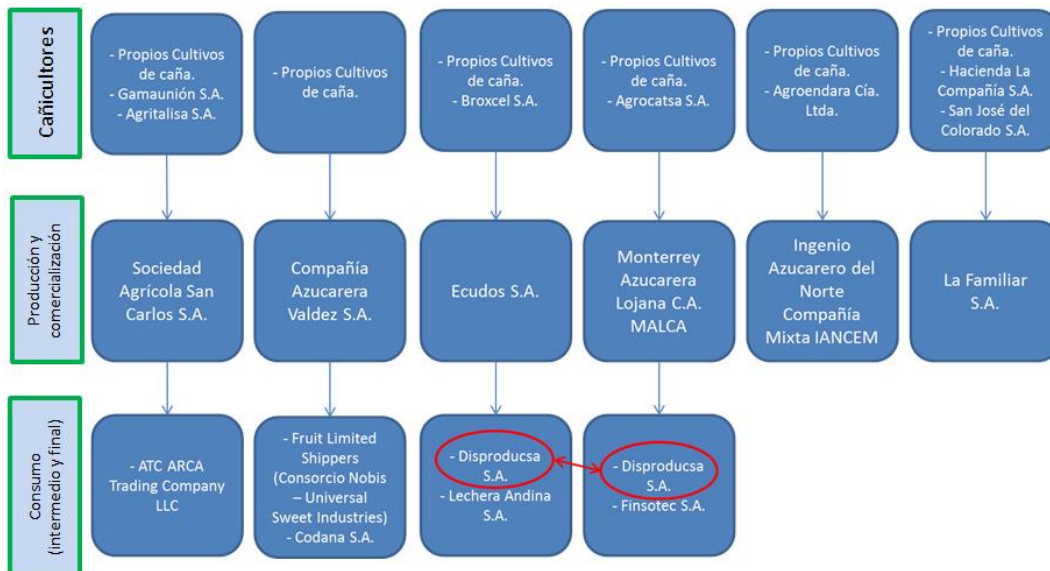 Cañicultores
- Propios Cultivos
de caña.
- Gamaunión S.A.
- Agritalisa S.A.
- Propios Cultivos
de caña.
- Propios Cultivos
de caña.
- Broxcel S.A.
- Propios Cultivos
de caña.
- Agrocatsa S.A.
- Propios Cultivos
de caña.
- Agroendara Cía.
Ltda.
- Propios Cultivos
de caña.
- Hacienda La
Compañía S.A.
- San José del
Colorado S.A.
Producción y
comercialización
Sociedad
Agrícola San
Carlos S.A.
Compañía
Azucarera
Valdez S.A.
Ecudos S.A.
Monterrey
Azucarera
Lojana C.A.
MALCA
Ingenio
Azucarero del
Norte
Compañía
Mixta IANCEM
La Familiar
S.A.
Consumo
(intermedio y final)
- ATC ARCA
Trading Company
LLC
- Fruit Limited
Shippers
(Consorcio Nobis
– Universal
Sweet Industries)
- Codana S.A.
- Disproducsa
S.A.
- Lechera Andina
S.A.
- Disproducsa
S.A.
- Finsotec S.A.